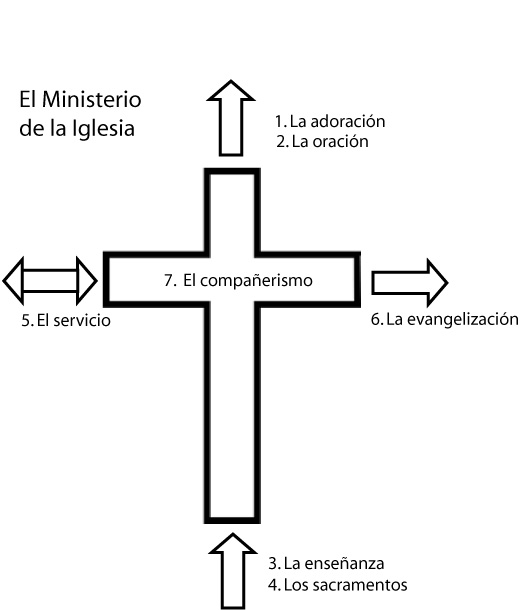 El Ministerio
de la Iglesia
1. La adoración
2. La oración
7. El compañerismo
5. El servicio
6. La evangelización
3. La enseñanza
4. Los sacramentos